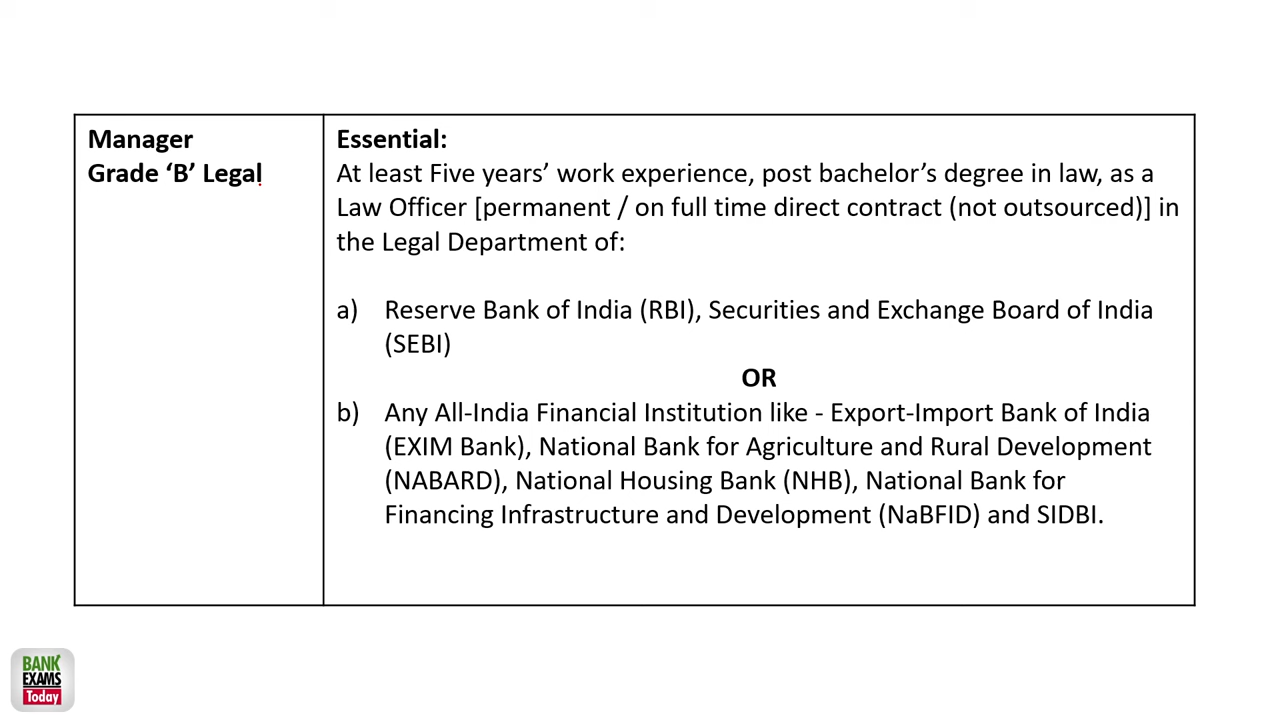 Manager
Grade ‘B’ Legal
Essential:
At least Five years’ work experience, post bachelor’s degree in law, as a
Law Officer [permanent / on full time direct contract (not outsourced)] in
the Legal Department of:
a) Reserve Bank of India (RBI), Securities and Exchange Board of India
(SEBI)
OR
b) Any All-India Financial Institution like - Export-Import Bank of India
(EXIM Bank), National Bank for Agriculture and Rural Development
(NABARD), National Housing Bank (NHB), National Bank for
Financing Infrastructure and Development (NaBFID) and SIDBI.
BANK
EXAMS
Today